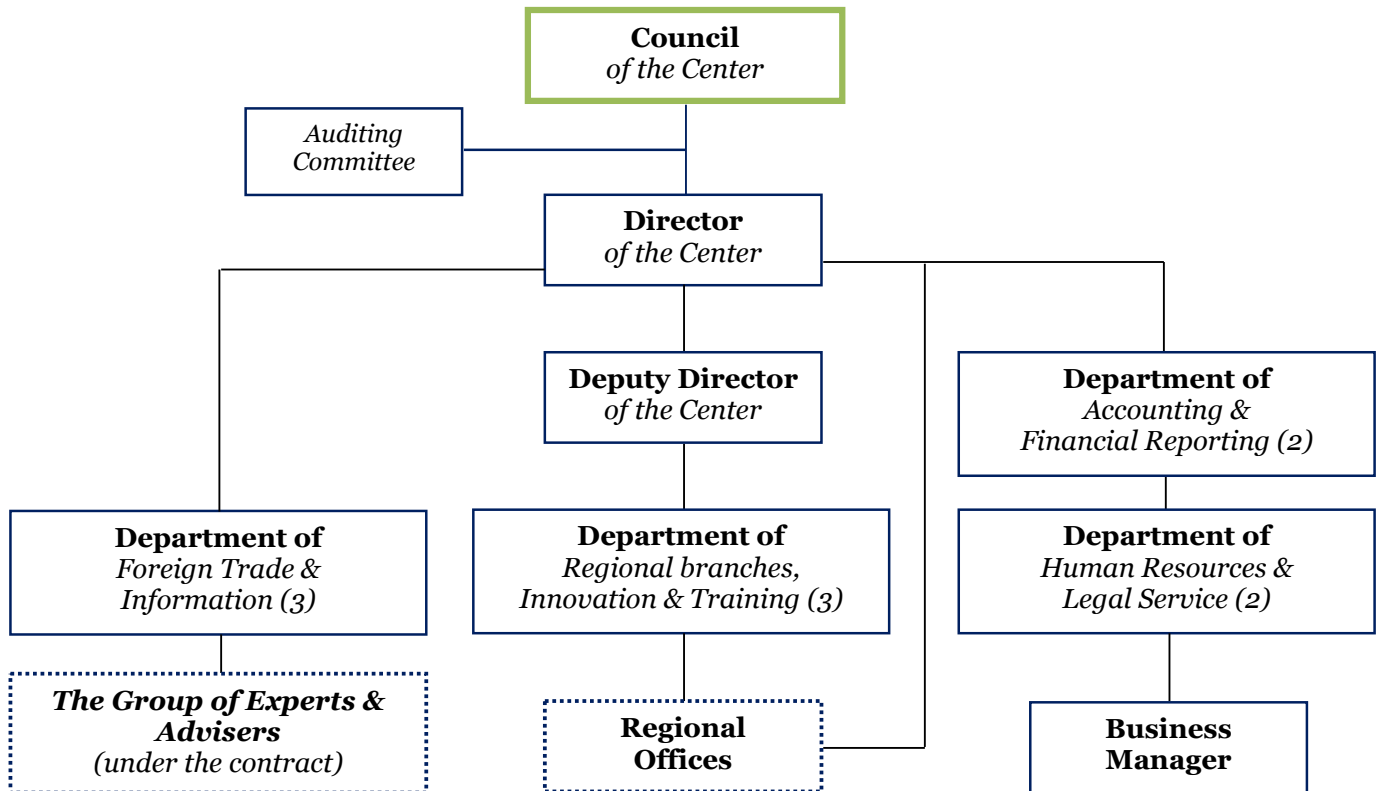 Council
of the Center
Auditing
Committee
Director
of the Center
Deputy Director
of the Center
Department of
Accounting &
Financial Reporting (2)
Department of
Foreign Trade &
Information (3)
Department of
Regional branches,
Innovation & Training (3)
Department of
Human Resources &
Legal Service (2)
The Group of Experts &
Advisers
(under the contract)
Regional
Offices
Business
Manager